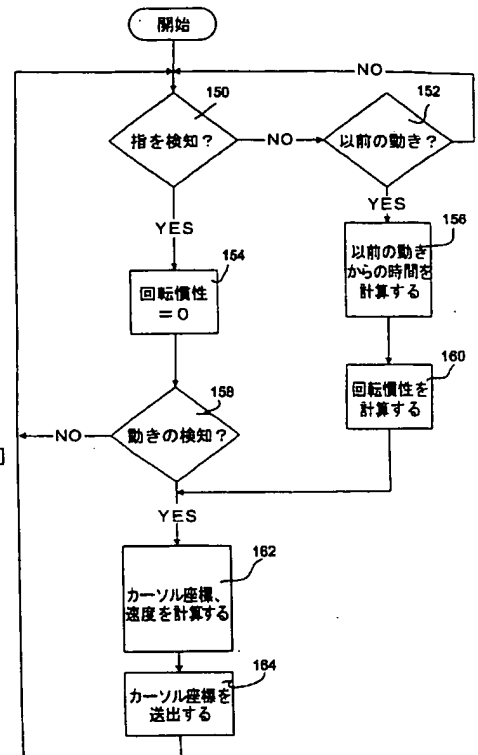 開始
NO
150
152
指を検知?
NO
以前の動き?
YES
YES
156
154
以前の動き
からの時間を
計算する
回転慣性
=0
160
158
回転慣性を
計算する
NO
動きの検知?
YES
162
カーソル座標、
速度を計算する
164
カーソル座標を
送出する